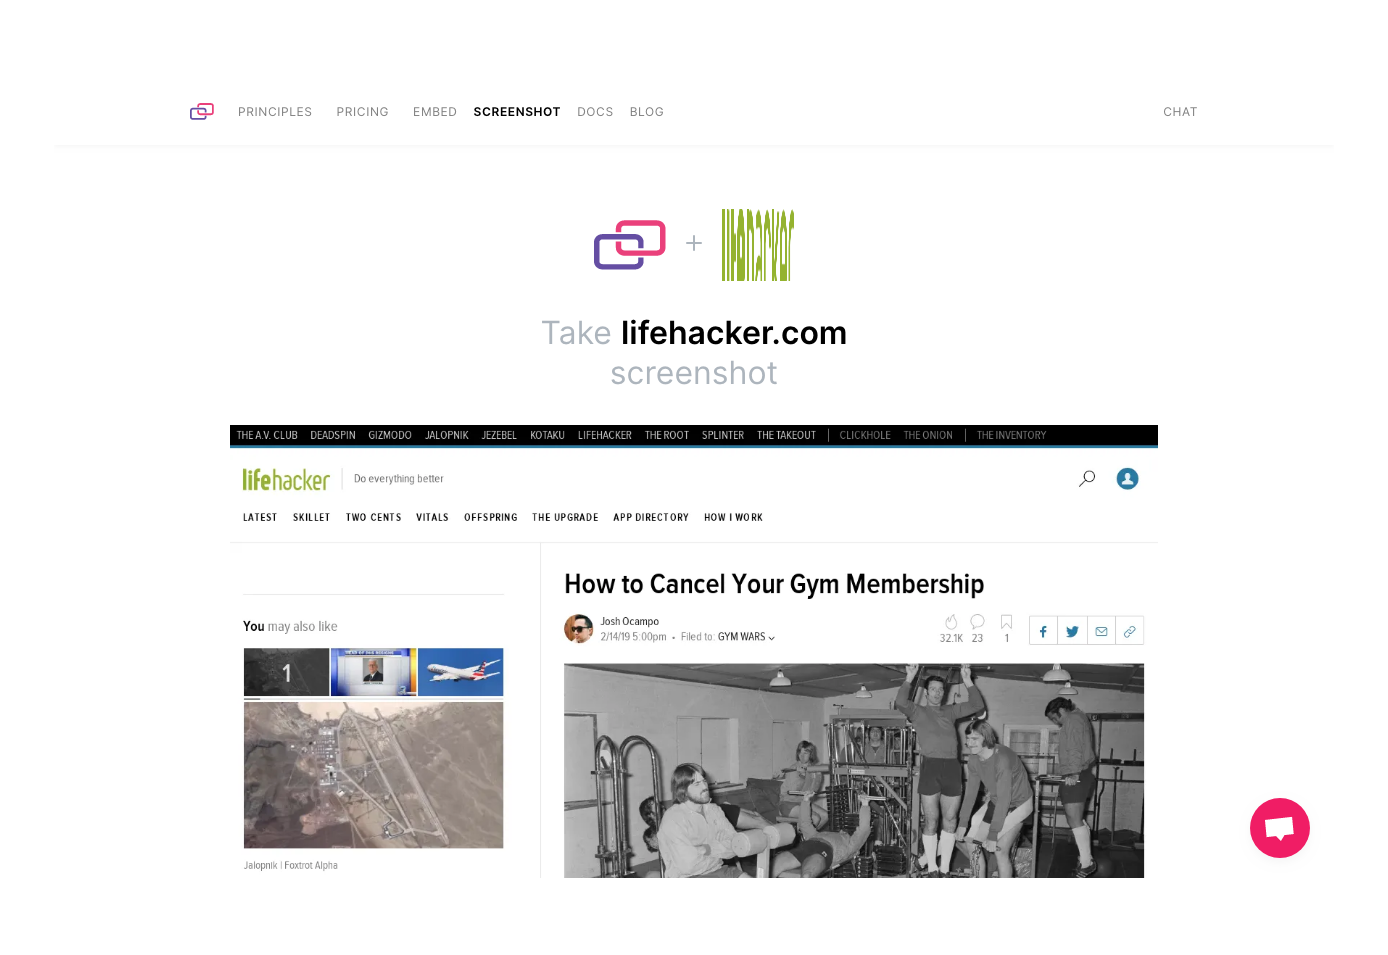 PRINCIPLES PRICING EMBED SCREENSHOT DOCS BLOG CHAT
+ lifehacker
Take lifehacker.com
screenshot
THE A.V. CLUB DEADSPIN GIZMODO JALOPNIK JEZEBEL KOTAKU LIFEHACKER THE ROOT SPLINTER THE TAKEOUT CLICKHOLE THE ONION THE INVENTORY
lifehacker Do everything better
LATEST SKILLET TWO CENTS VITALS OFFSPRING THE UPGRADE APP DIRECTORY HOW I WORK
How to Cancel Your Gym Membership
Josh Ocampo
2/14/19 5:00pm • Filed to: GYM WARS
32.1K 23 1
You may also like
1
Jalopnik | Foxtrot Alpha